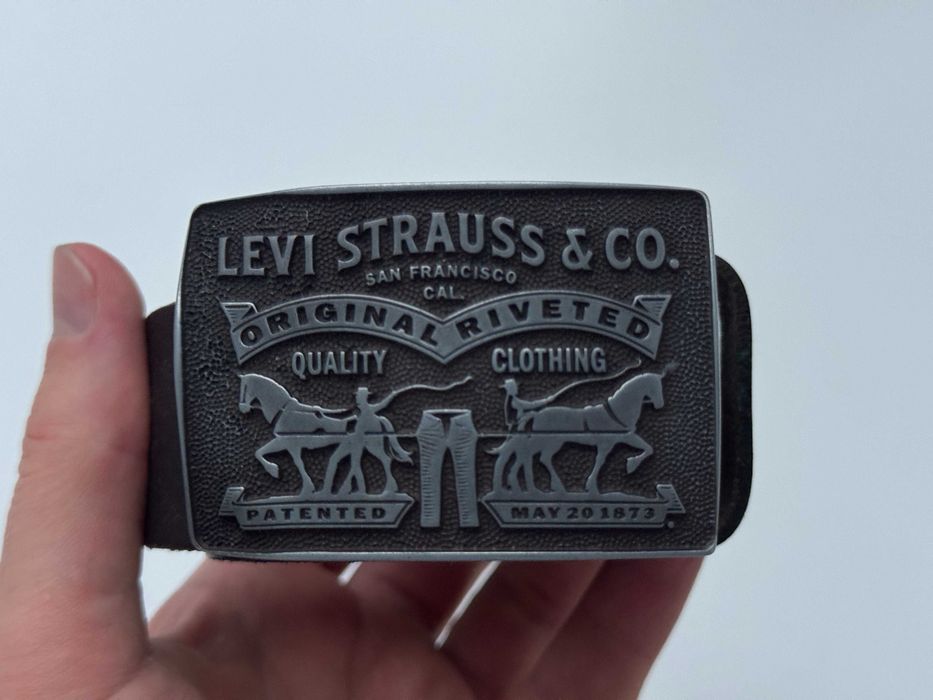 LEVI STRAUSS & CO.
SAN FRANCISCO
CAL.
ORIGINAL RIVETED
QUALITY CLOTHING
PATENTED MAY 20 1873